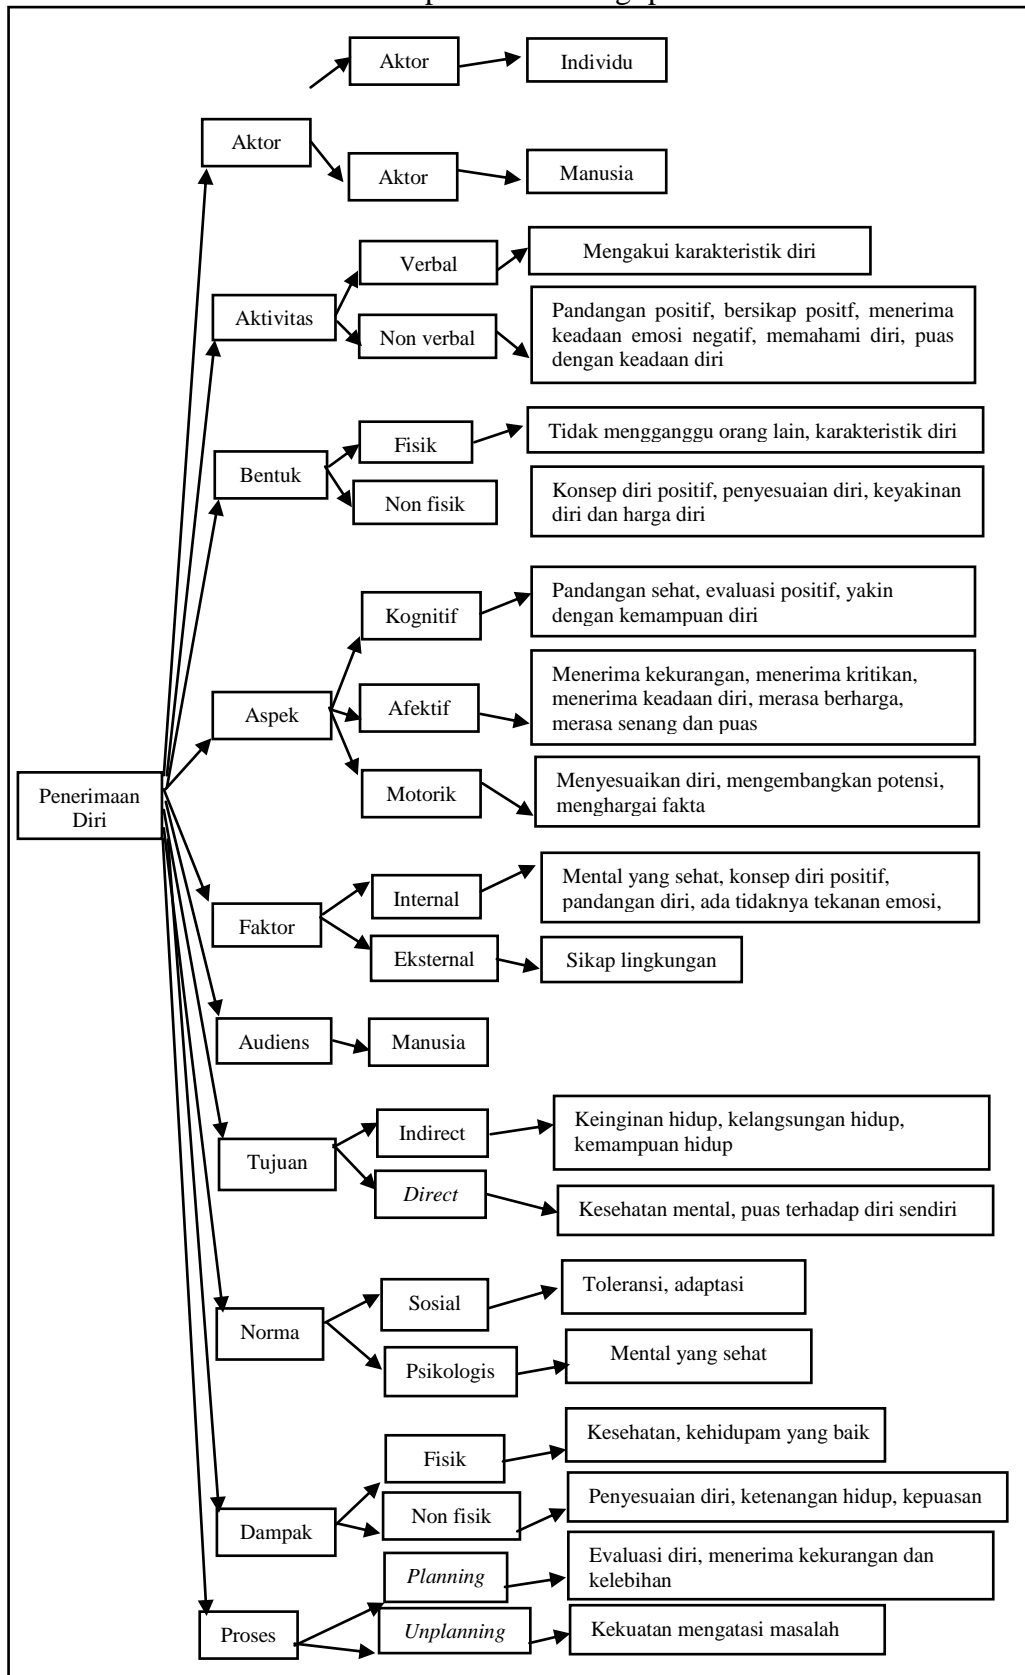 Aktor
Individu
Aktor
Aktor
Manusia
Verbal
Mengakui karakteristik diri
Aktivitas
Non verbal
Pandangan positif, bersikap positf, menerima
keadaan emosi negatif, memahami diri, puas
dengan keadaan diri
Fisik
Tidak mengganggu orang lain, karakteristik diri
Bentuk
Non fisik
Konsep diri positif, penyesuaian diri, keyakinan
diri dan harga diri
Kognitif
Pandangan sehat, evaluasi positif, yakin
dengan kemampuan diri
Aspek
Afektif
Menerima kekurangan, menerima kritikan,
menerima keadaan diri, merasa berharga,
merasa senang dan puas
Motorik
Menyesuaikan diri, mengembangkan potensi,
menghargai fakta
Penerimaan
Diri
Internal
Mental yang sehat, konsep diri positif,
pandangan diri, ada tidaknya tekanan emosi,
Faktor
Eksternal
Sikap lingkungan
Audiens
Manusia
Indirect
Keinginan hidup, kelangsungan hidup,
kemampuan hidup
Tujuan
Direct
Kesehatan mental, puas terhadap diri sendiri
Sosial
Toleransi, adaptasi
Norma
Psikologis
Mental yang sehat
Fisik
Kesehatan, kehidupam yang baik
Dampak
Non fisik
Penyesuaian diri, ketenangan hidup, kepuasan
Planning
Evaluasi diri, menerima kekurangan dan
kelebihan
Proses
Unplanning
Kekuatan mengatasi masalah